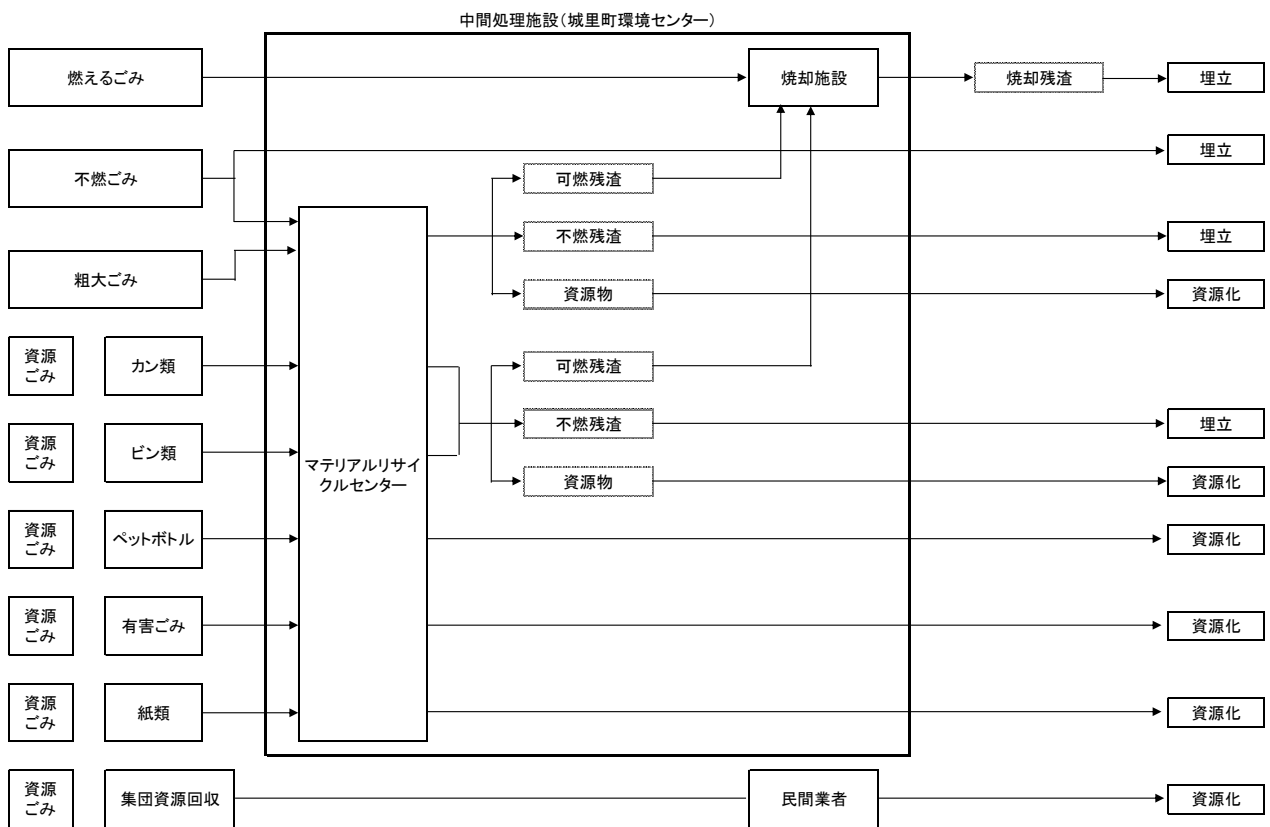 中間処理施設(城里町環境センター)
燃えるごみ
焼却施設
焼却残渣
埋立
不燃ごみ
埋立
可燃残渣
不燃残渣
埋立
粗大ごみ
資源物
資源化
資源
ごみ
カン類
可燃残渣
不燃残渣
埋立
資源
ごみ
ビン類
マテリアルリサイ
クルセンター
資源物
資源化
資源
ごみ
ペットボトル
資源化
資源
ごみ
有害ごみ
資源化
資源
ごみ
紙類
資源化
資源
ごみ
集団資源回収
民間業者
資源化